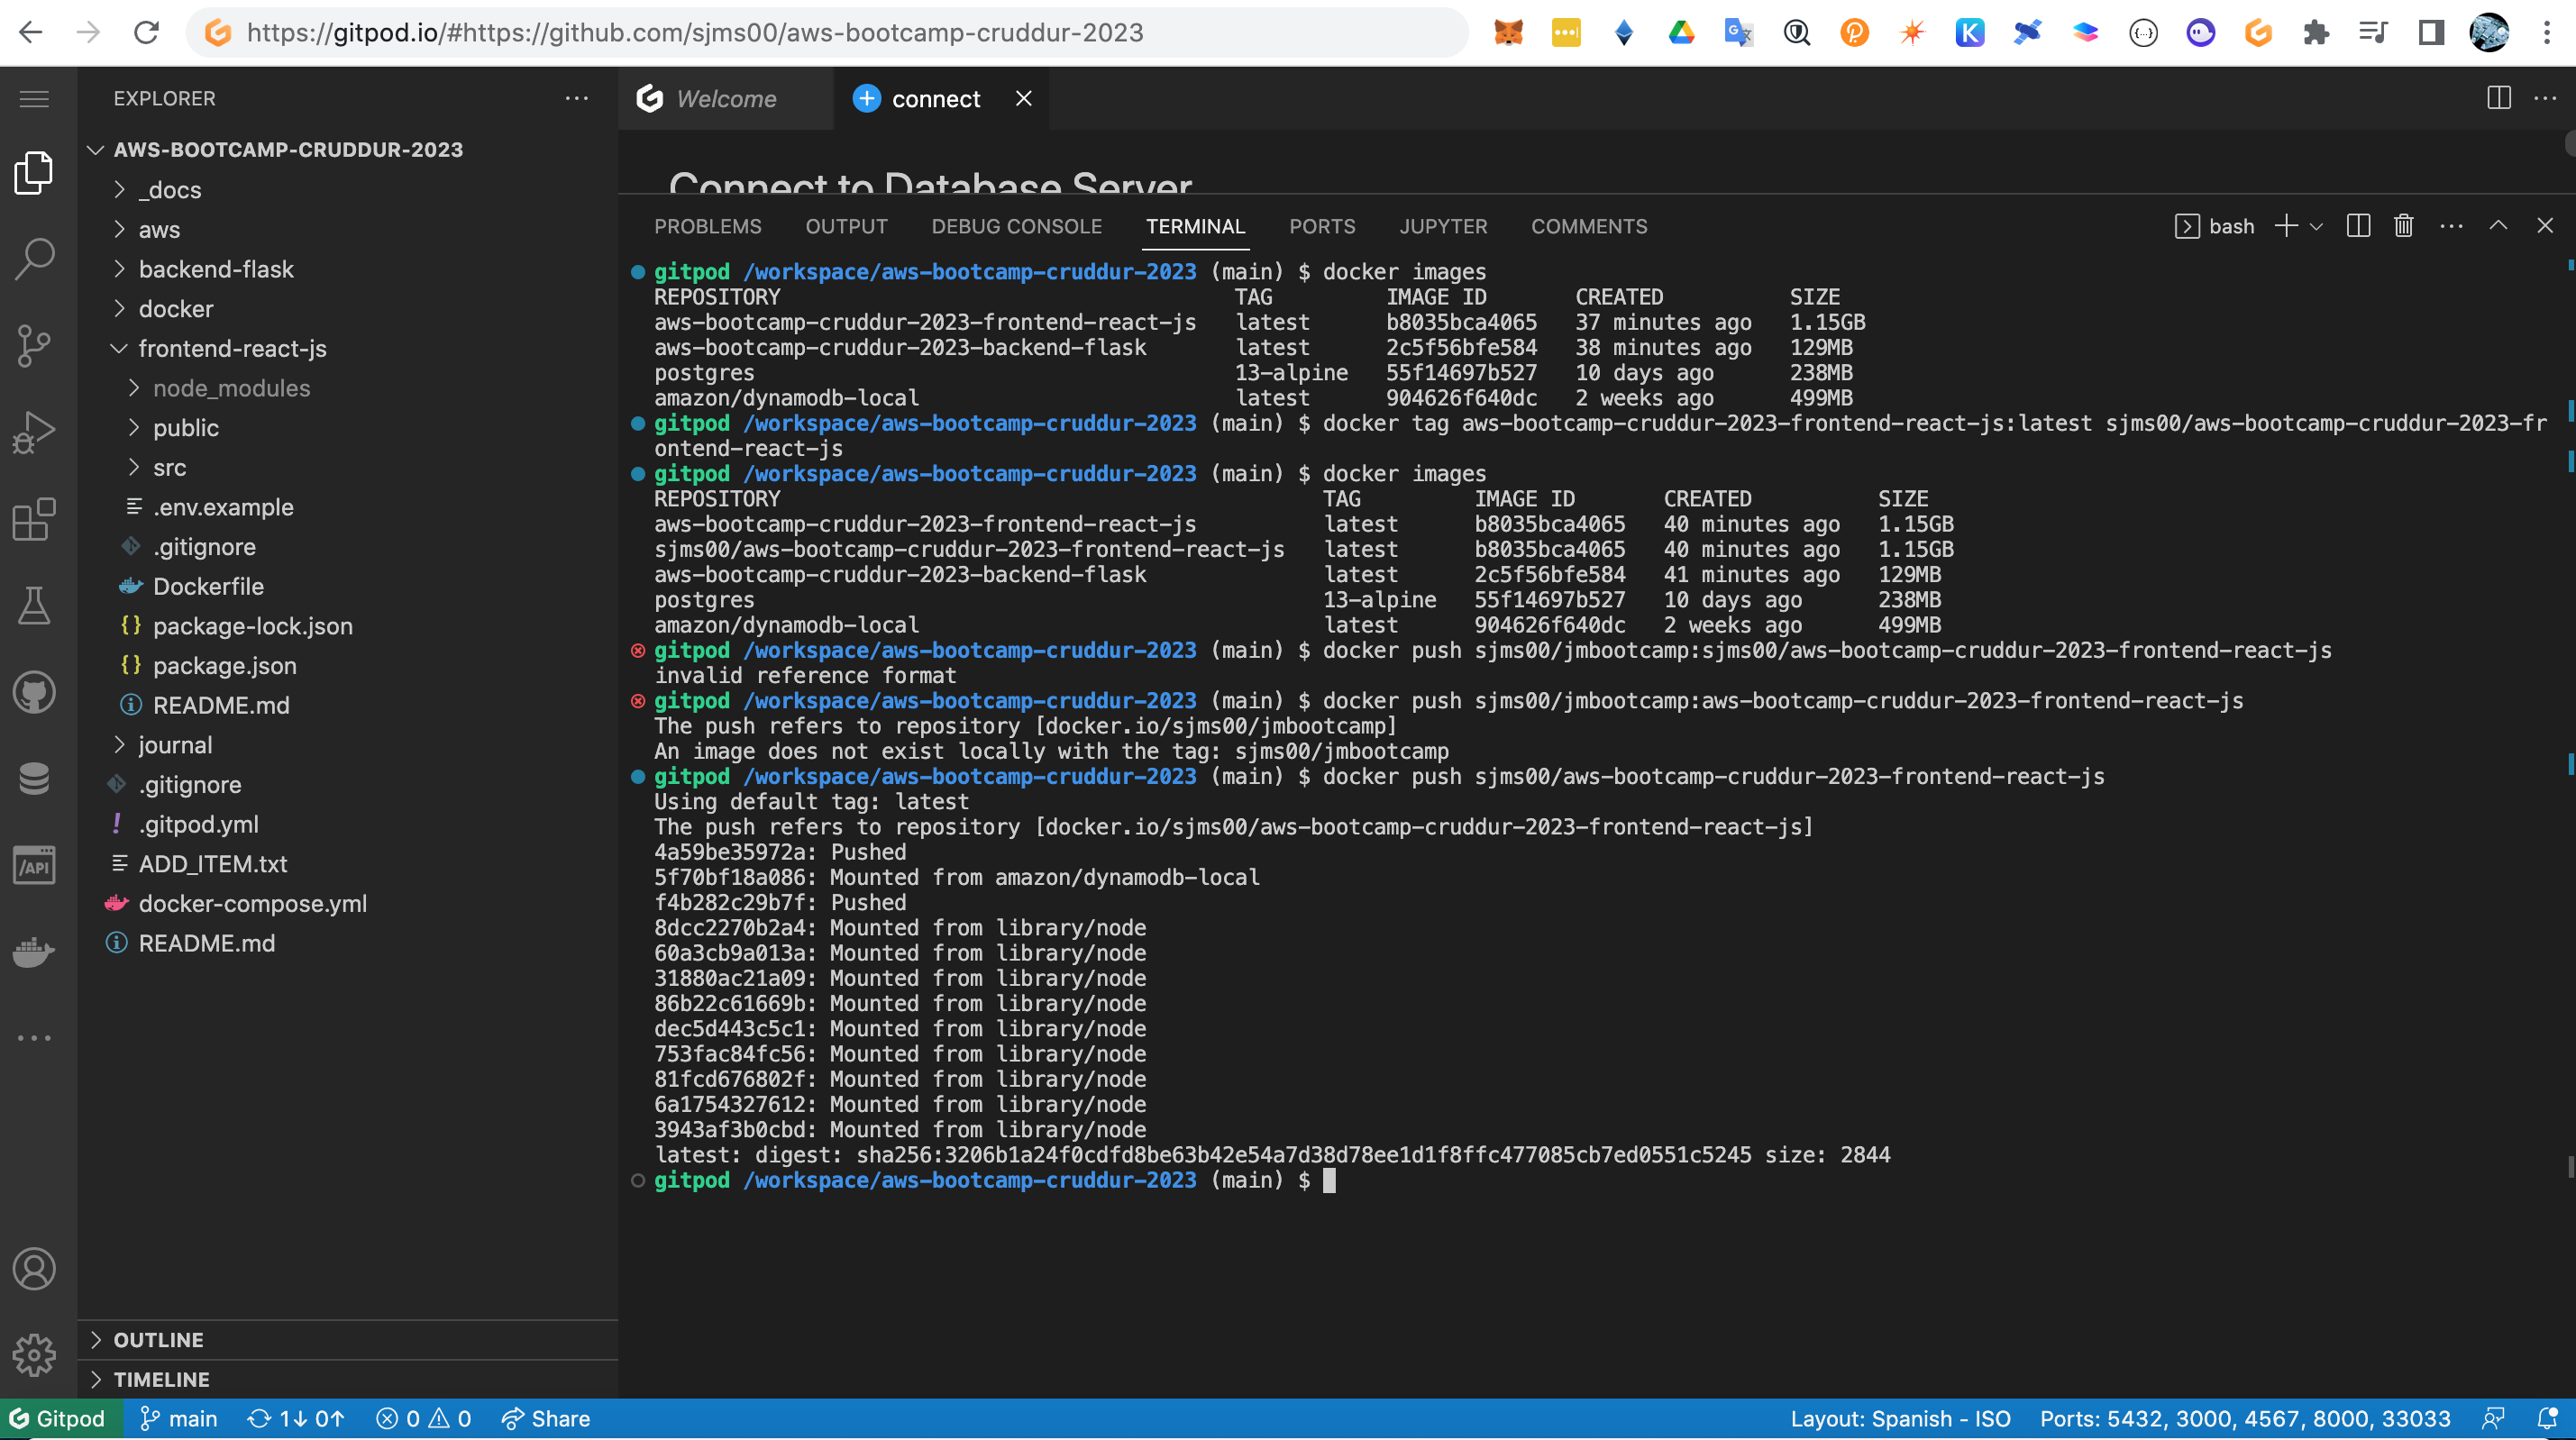 https://gitpod.io/#https://github.com/sjms00/aws-bootcamp-cruddur-2023
EXPLORER
AWS-BOOTCAMP-CRUDDUR-2023
_docs
aws
backend-flask
docker
frontend-react-js
node_modules
public
src
.env.example
.gitignore
Dockerfile
package-lock.json
package.json
README.md
journal
.gitignore
.gitpod.yml
ADD_ITEM.txt
docker-compose.yml
README.md
OUTLINE
TIMELINE
/API
Welcome
connect
Connect to Database Server
PROBLEMS OUTPUT DEBUG CONSOLE TERMINAL PORTS JUPYTER COMMENTS
bash
gitpod /workspace/aws-bootcamp-cruddur-2023 (main) $ docker images
REPOSITORY TAG IMAGE ID CREATED SIZE
aws-bootcamp-cruddur-2023-frontend-react-js latest b8035bca4065 37 minutes ago 1.15GB
aws-bootcamp-cruddur-2023-backend-flask latest 2c5f56bfe584 38 minutes ago 129MB
postgres 13-alpine 55f14697b527 10 days ago 238MB
amazon/dynamodb-local latest 904626f640dc 2 weeks ago 499MB
gitpod /workspace/aws-bootcamp-cruddur-2023 (main) $ docker tag aws-bootcamp-cruddur-2023-frontend-react-js:latest sjms00/aws-bootcamp-cruddur-2023-fr
ontend-react-js
gitpod /workspace/aws-bootcamp-cruddur-2023 (main) $ docker images
REPOSITORY TAG IMAGE ID CREATED SIZE
aws-bootcamp-cruddur-2023-frontend-react-js latest b8035bca4065 40 minutes ago 1.15GB
sjms00/aws-bootcamp-cruddur-2023-frontend-react-js latest b8035bca4065 40 minutes ago 1.15GB
aws-bootcamp-cruddur-2023-backend-flask latest 2c5f56bfe584 41 minutes ago 129MB
postgres 13-alpine 55f14697b527 10 days ago 238MB
amazon/dynamodb-local latest 904626f640dc 2 weeks ago 499MB
gitpod /workspace/aws-bootcamp-cruddur-2023 (main) $ docker push sjms00/jmbootcamp:sjms00/aws-bootcamp-cruddur-2023-frontend-react-js
invalid reference format
gitpod /workspace/aws-bootcamp-cruddur-2023 (main) $ docker push sjms00/jmbootcamp:aws-bootcamp-cruddur-2023-frontend-react-js
The push refers to repository [docker.io/sjms00/jmbootcamp]
An image does not exist locally with the tag: sjms00/jmbootcamp
gitpod /workspace/aws-bootcamp-cruddur-2023 (main) $ docker push sjms00/aws-bootcamp-cruddur-2023-frontend-react-js
Using default tag: latest
The push refers to repository [docker.io/sjms00/aws-bootcamp-cruddur-2023-frontend-react-js]
4a59be35972a: Pushed
5f70bf18a086: Mounted from amazon/dynamodb-local
f4b282c29b7f: Pushed
8dcc2270b2a4: Mounted from library/node
60a3cb9a013a: Mounted from library/node
31880ac21a09: Mounted from library/node
86b22c61669b: Mounted from library/node
dec5d443c5c1: Mounted from library/node
753fac84fc56: Mounted from library/node
81fcd676802f: Mounted from library/node
6a1754327612: Mounted from library/node
3943af3b0cbd: Mounted from library/node
latest: digest: sha256:3206b1a24f0cdfd8be63b42e54a7d38d78ee1d1f8ffc477085cb7ed0551c5245 size: 2844
gitpod /workspace/aws-bootcamp-cruddur-2023 (main) $
Gitpod main 1↓ 0↑ 0 0 Share Layout: Spanish - ISO Ports: 5432, 3000, 4567, 8000, 33033